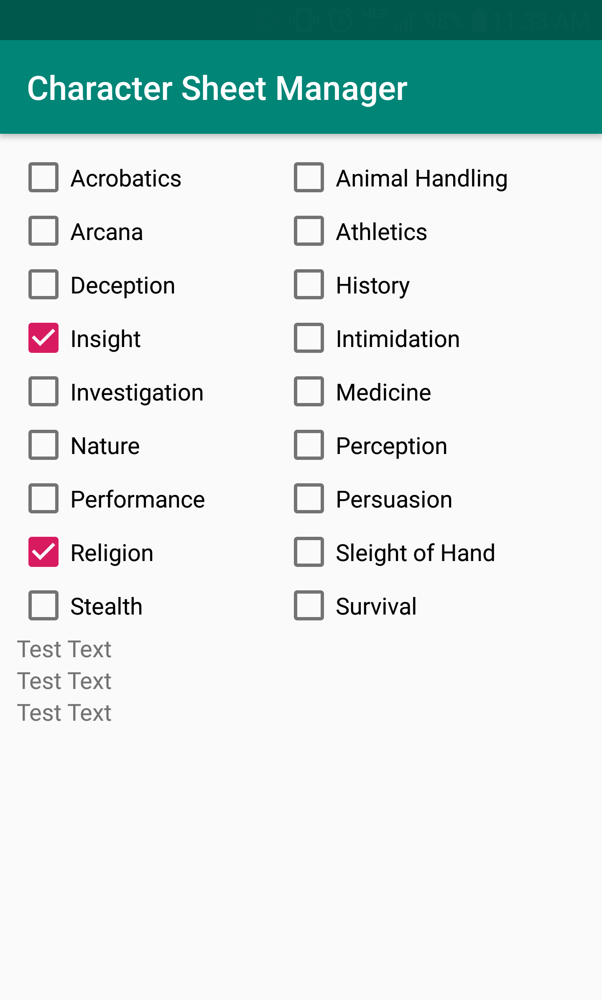 4G 98% 11:33 AM
Character Sheet Manager
Acrobatics Animal Handling
Arcana Athletics
Deception History
Insight Intimidation
Investigation Medicine
Nature Perception
Performance Persuasion
Religion Sleight of Hand
Stealth Survival
Test Text
Test Text
Test Text